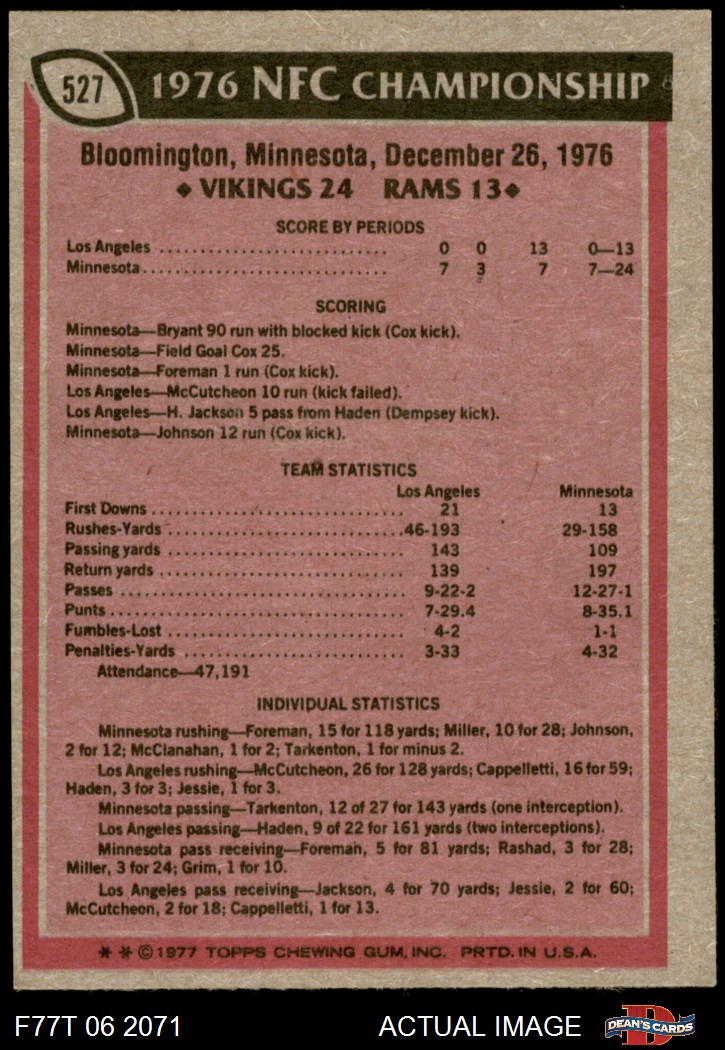 527 1976 NFC CHAMPIONSHIP
Bloomington, Minnesota, December 26, 1976
◆ VIKINGS 24 RAMS 13 ◆
SCORE BY PERIODS
Los Angeles ............................ 0 0 13 0—13
Minnesota .............................. 7 3 7 7—24
SCORING
Minnesota—Bryant 90 run with blocked kick (Cox kick).
Minnesota—Field Goal Cox 25.
Minnesota—Foreman 1 run (Cox kick).
Los Angeles—McCutcheon 10 run (kick failed).
Los Angeles—H. Jackson 5 pass from Haden (Dempsey kick).
Minnesota—Johnson 12 run (Cox kick).
TEAM STATISTICS
Los Angeles Minnesota
First Downs ................................ 21 13
Rushes-Yards ............................. 46-193 29-158
Passing yards ............................. 143 109
Return yards .............................. 139 197
Passes ..................................... 9-22-2 12-27-1
Punts ...................................... 7-29.4 8-35.1
Fumbles-Lost ............................. 4-2 1-1
Penalties-Yards ........................... 3-33 4-32
Attendance—47,191
INDIVIDUAL STATISTICS
Minnesota rushing—Foreman, 15 for 118 yards; Miller, 10 for 28; Johnson,
2 for 12; McClanahan, 1 for 2; Tarkenton, 1 for minus 2.
Los Angeles rushing—McCutcheon, 26 for 128 yards; Cappelletti, 16 for 59;
Haden, 3 for 3; Jessie, 1 for 3.
Minnesota passing—Tarkenton, 12 of 27 for 143 yards (one interception).
Los Angeles passing—Haden, 9 of 22 for 161 yards (two interceptions).
Minnesota pass receiving—Foreman, 5 for 81 yards; Rashad, 3 for 28;
Miller, 3 for 24; Grim, 1 for 10.
Los Angeles pass receiving—Jackson, 4 for 70 yards; Jessie, 2 for 60;
McCutcheon, 2 for 18; Cappelletti, 1 for 13.
* * © 1977 TOPPS CHEWING GUM, INC. PRTD. IN U.S.A.
F77T 06 2071 ACTUAL IMAGE DEAN'S CARDS